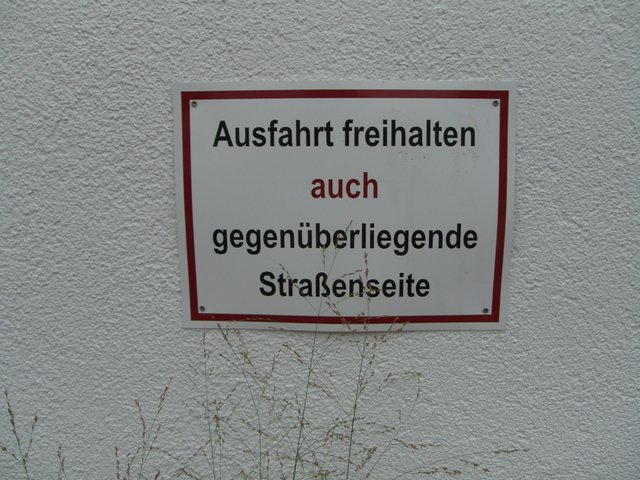 Ausfahrt freihalten
auch
gegenüberliegende
Straßenseite